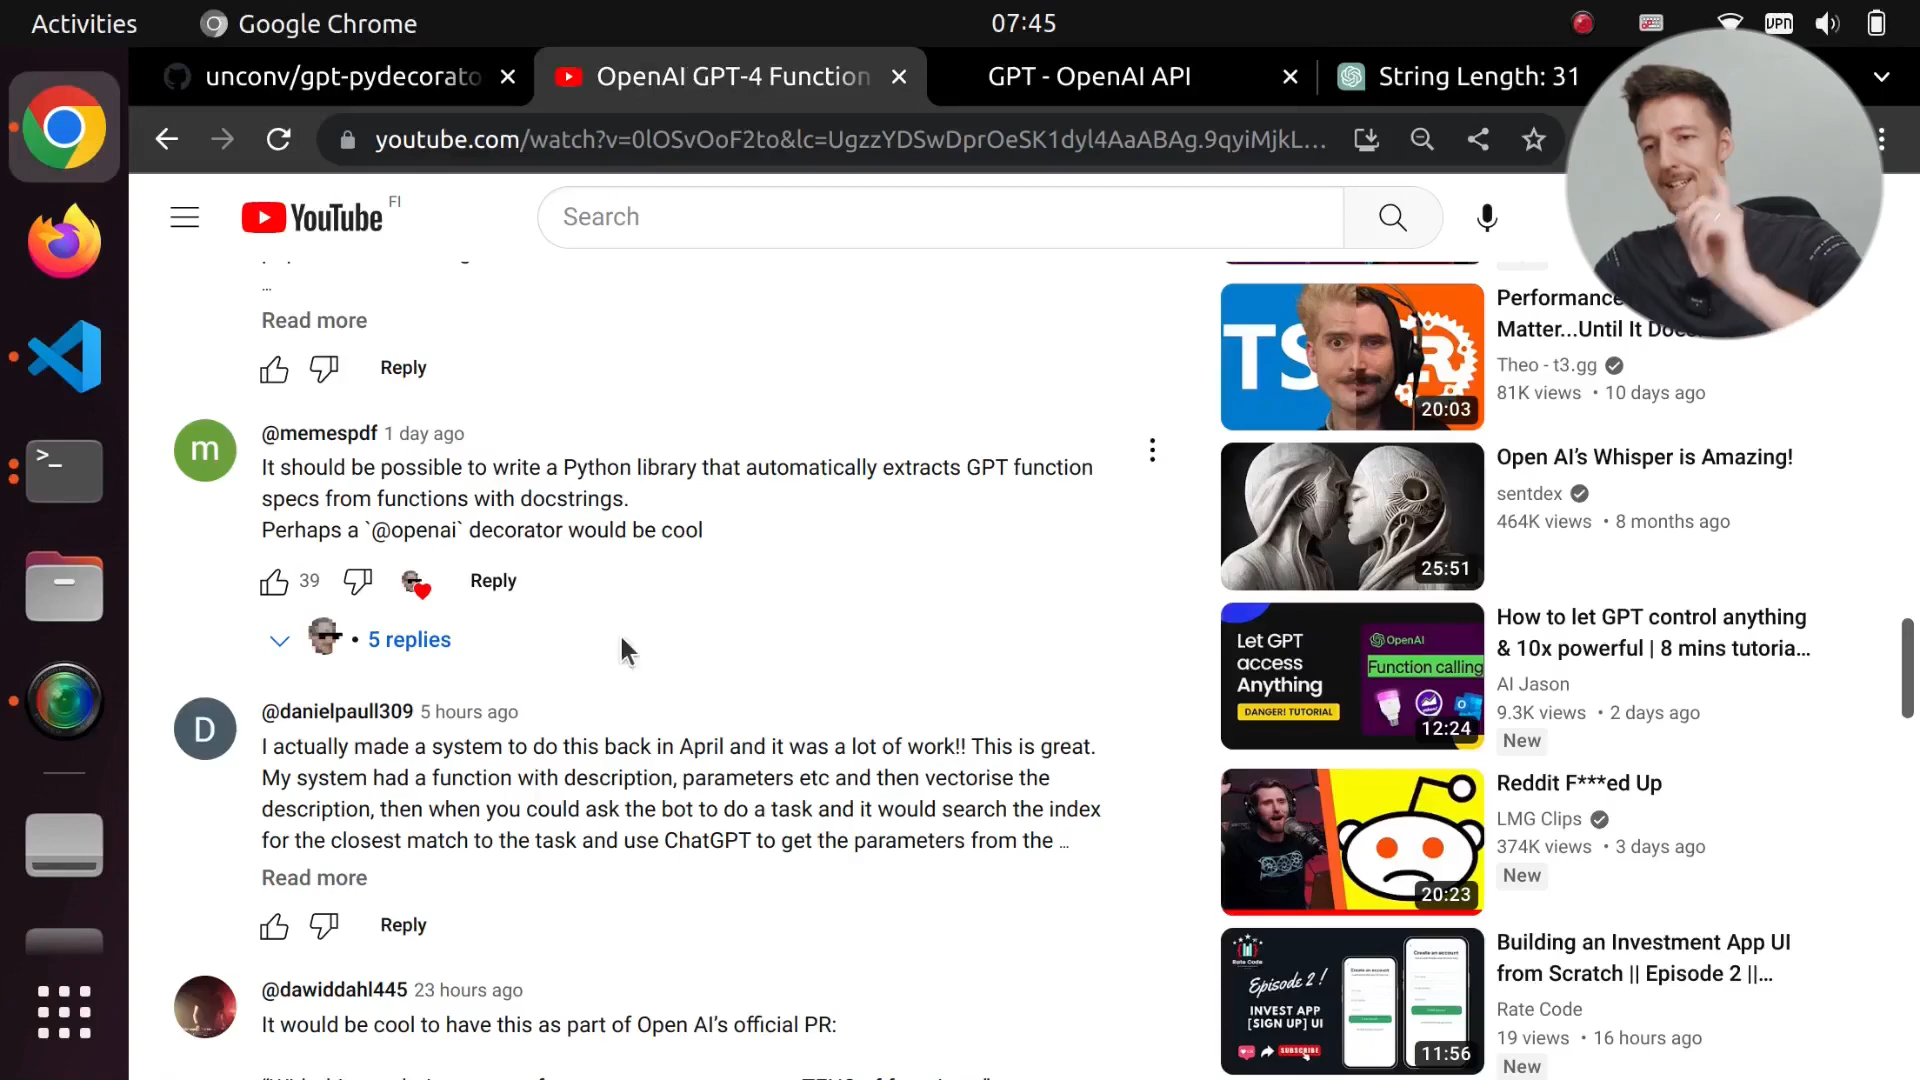 Activities
Google Chrome
07:45
VPN
unconv/gpt-pydecorato
OpenAI GPT-4 Function
GPT - OpenAI API
String Length: 31
youtube.com/watch?v=0lOSvOoF2to&lc=UgzzYDSwDprOeSK1dyl4AaABAg.9qyiMjkL...
YouTube
FI
Search
...
Read more
Reply
m
@memespdf 1 day ago
It should be possible to write a Python library that automatically extracts GPT function
specs from functions with docstrings.
Perhaps a `@openai` decorator would be cool
39
Reply
• 5 replies
D
@danielpaull309 5 hours ago
I actually made a system to do this back in April and it was a lot of work!! This is great.
My system had a function with description, parameters etc and then vectorise the
description, then when you could ask the bot to do a task and it would search the index
for the closest match to the task and use ChatGPT to get the parameters from the ...
Read more
Reply
@dawiddahl445 23 hours ago
It would be cool to have this as part of Open AI's official PR:
TS
20:03
Performance
Matter...Until It
Theo - t3.gg
81K views • 10 days ago
25:51
Open AI's Whisper is Amazing!
sentdex
464K views • 8 months ago
Let GPT
access
Anything
DANGER! TUTORIAL
OpenAI
Function calling
12:24
How to let GPT control anything
& 10x powerful | 8 mins tutoria...
AI Jason
9.3K views • 2 days ago
New
20:23
Reddit F***ed Up
LMG Clips
374K views • 3 days ago
New
Rate Code
Episode 2 !
INVEST APP
[SIGN UP] UI
SUBSCRIBE
11:56
Building an Investment App UI
from Scratch || Episode 2 ||...
Rate Code
19 views • 16 hours ago
New